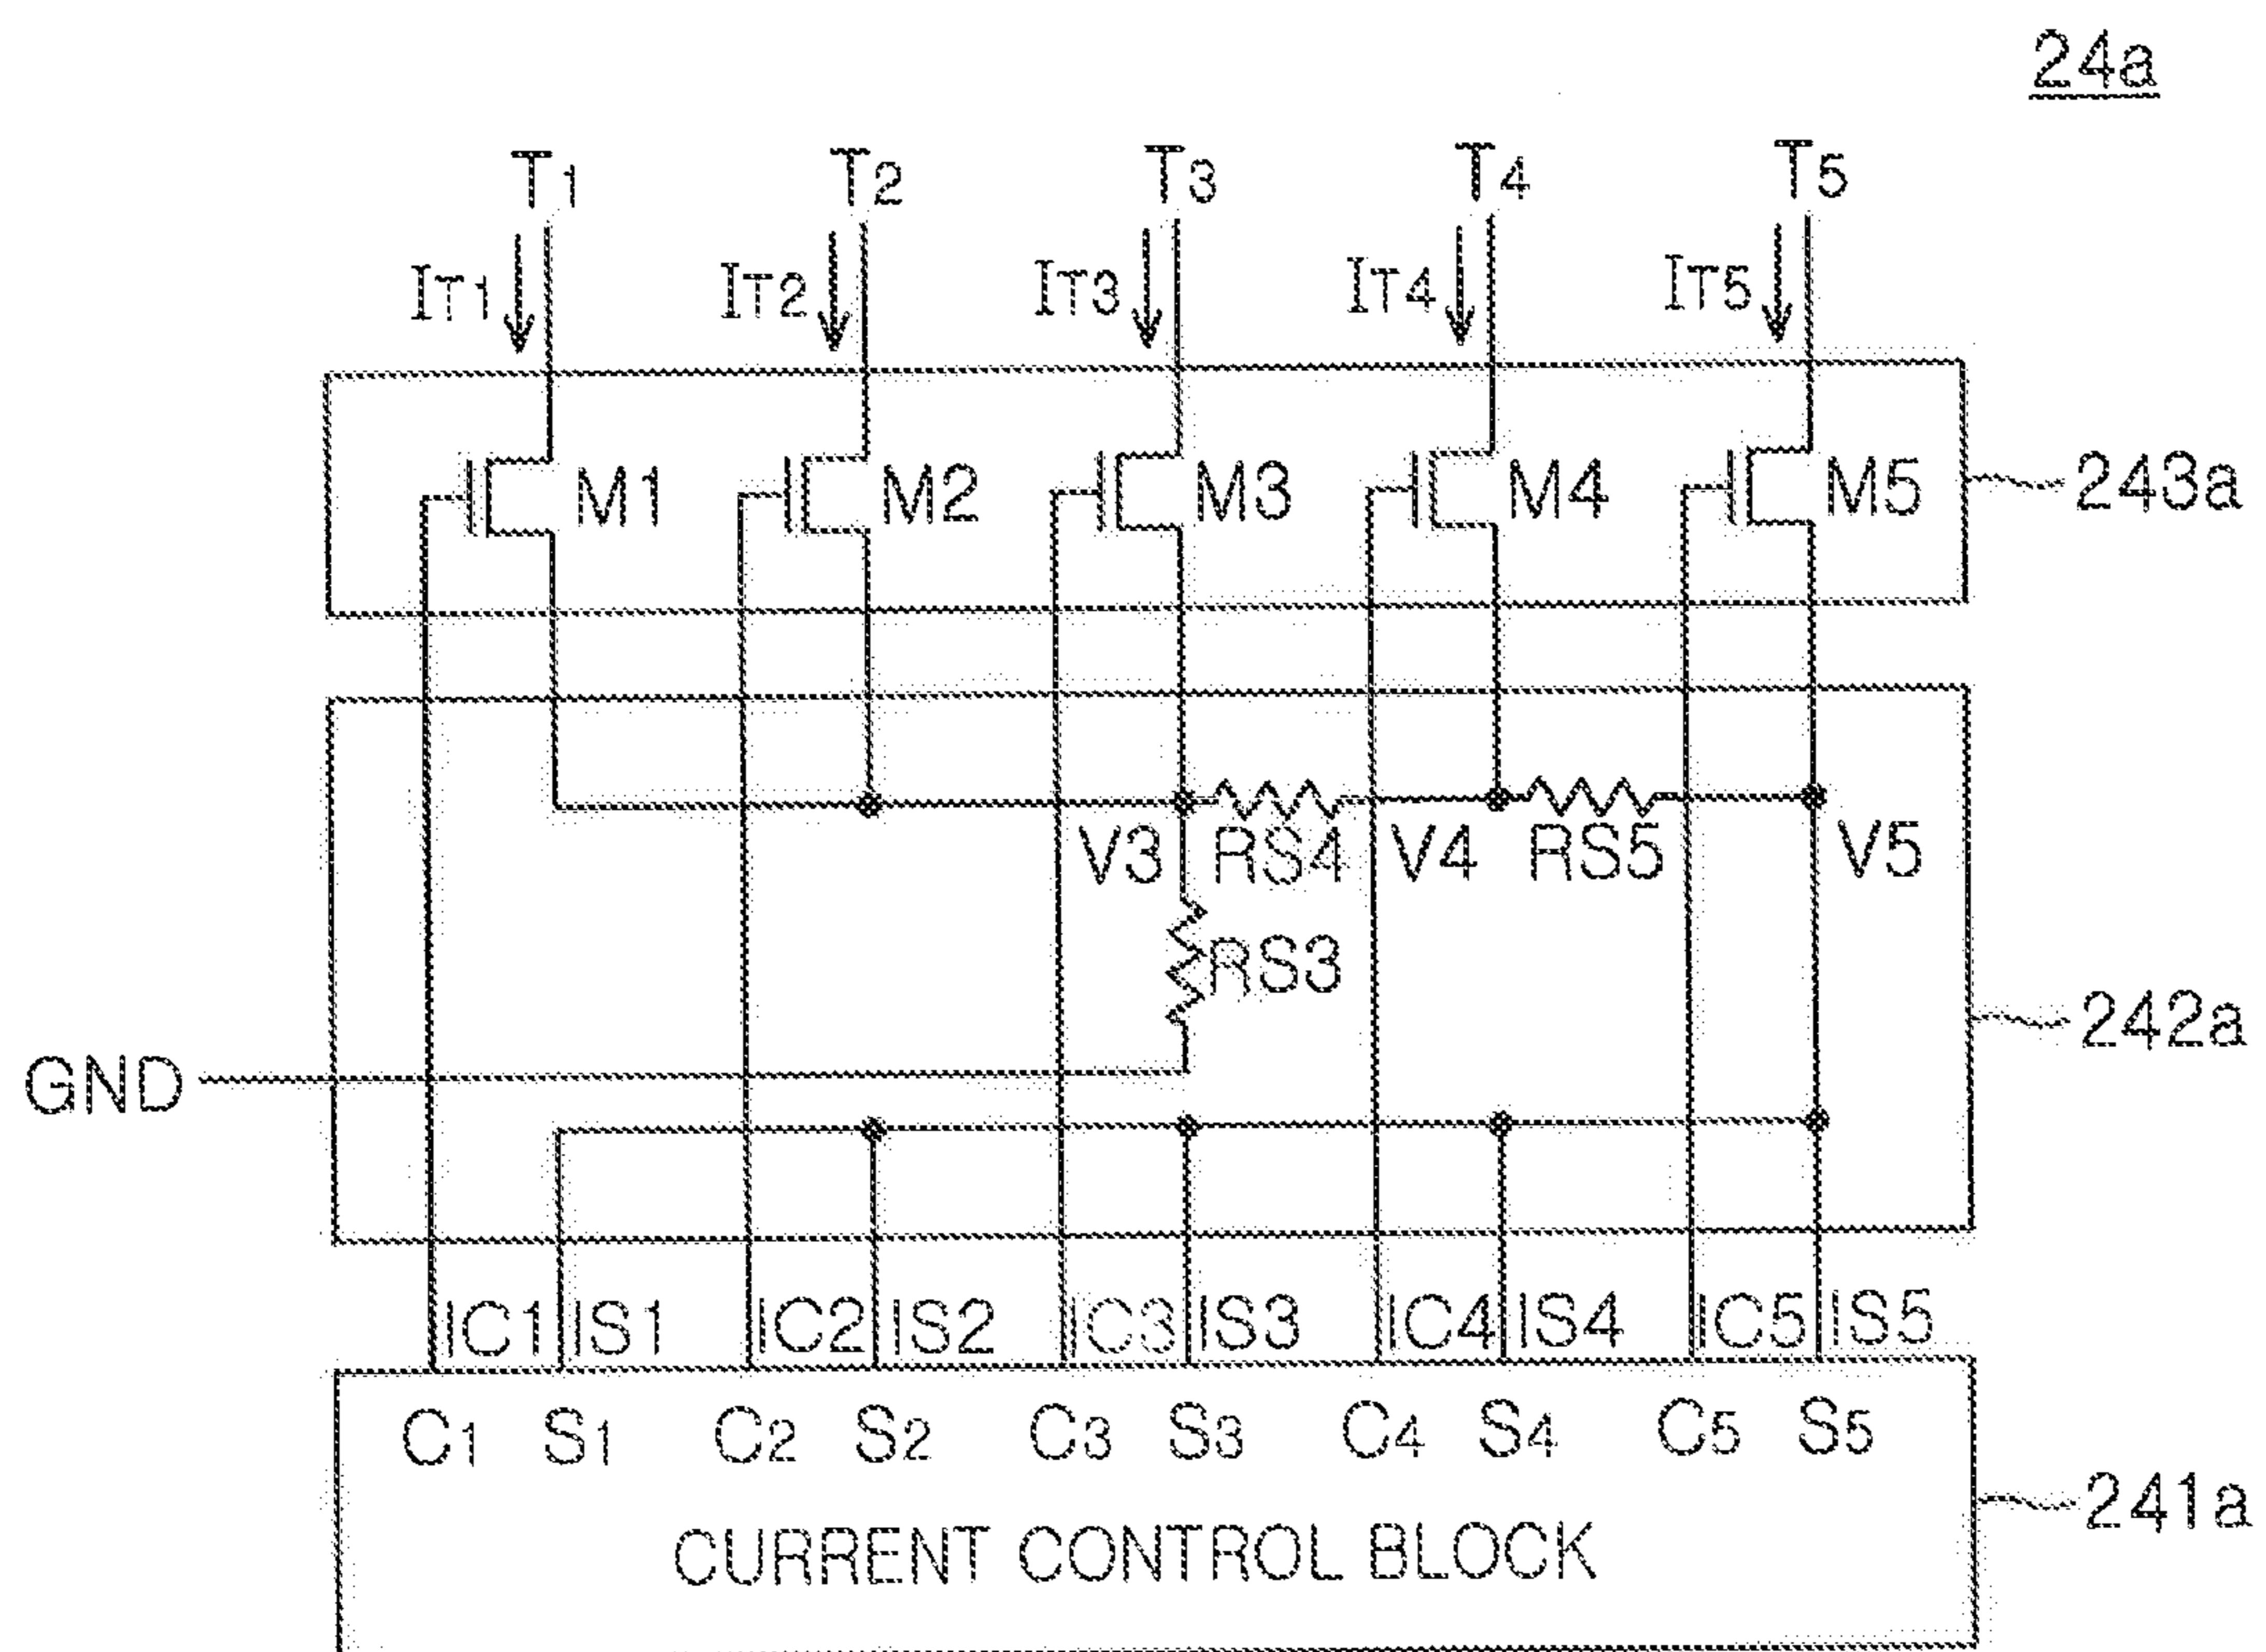 24a
T1 T2 T3 T4 T5
IT1 IT2 IT3 IT4 IT5
M1 M2 M3 M4 M5 243a
V3 RS4 V4 RS5 V5
RS3
242a
GND
IC1 IS1 IC2 IS2 IC3 IS3 IC4 IS4 IC5 IS5
C1 S1 C2 S2 C3 S3 C4 S4 C5 S5
241a
CURRENT CONTROL BLOCK